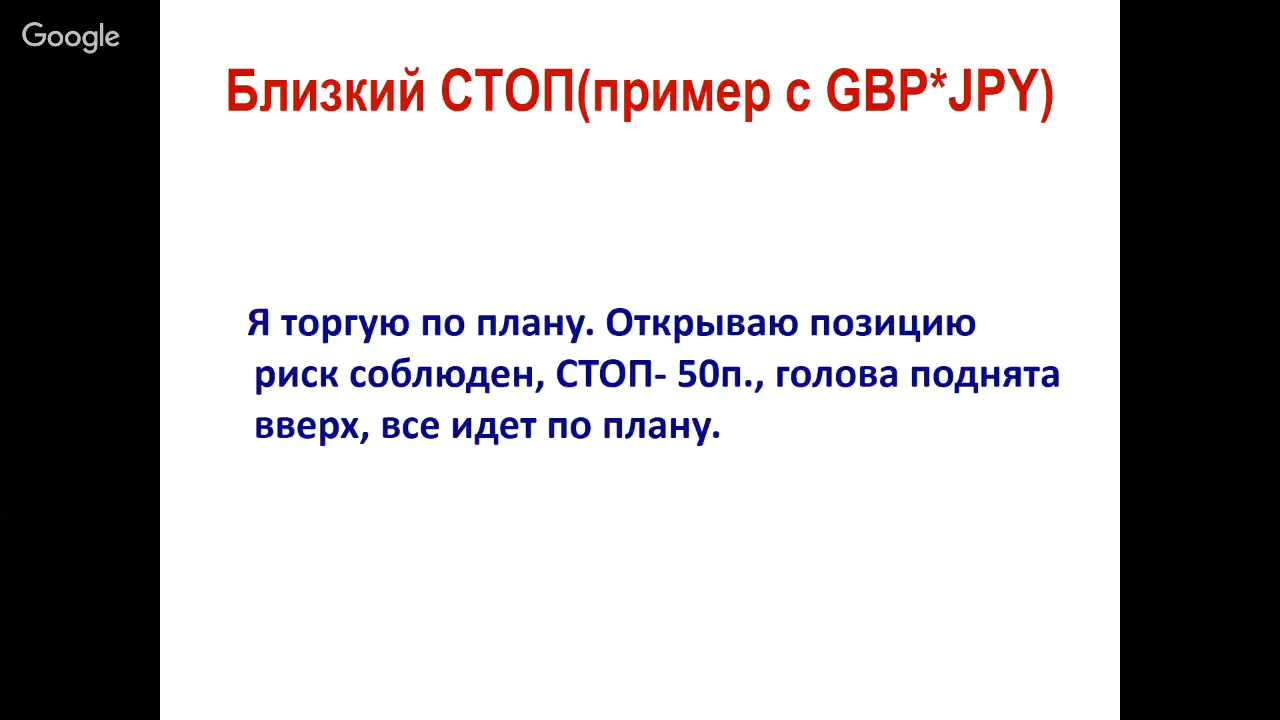 Google
Близкий СТОП(пример с GBP*JPY)
Я торгую по плану. Открываю позицию
риск соблюден, СТОП- 50п., голова поднята
вверх, все идет по плану.